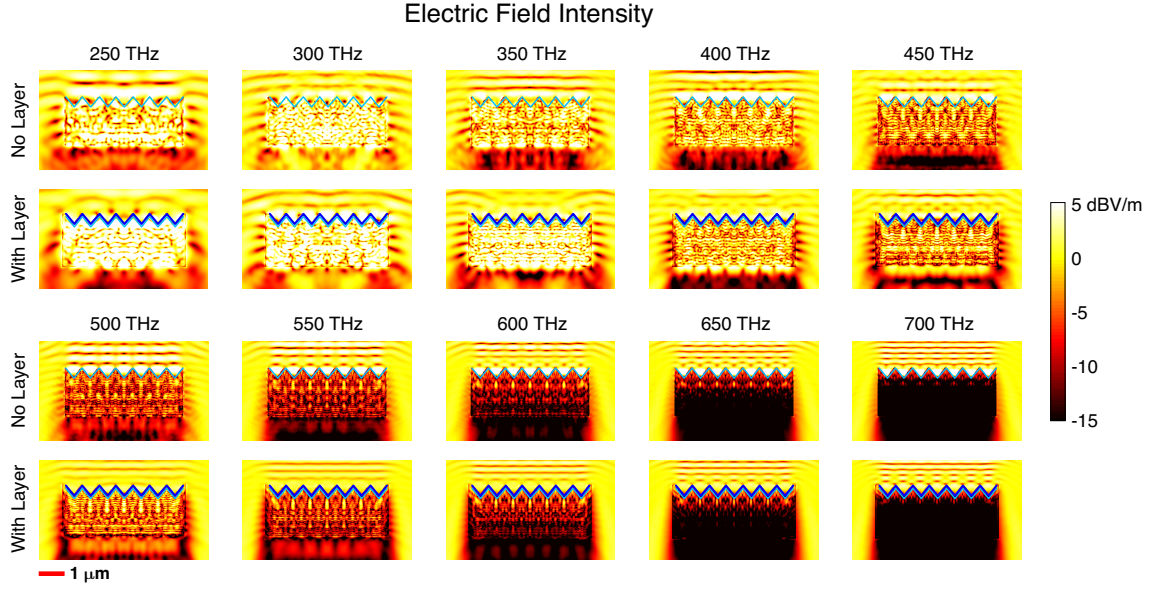 Electric Field Intensity
250 THz 300 THz 350 THz 400 THz 450 THz
No Layer
With Layer
5 dBV/m
0
-5
-10
-15
500 THz 550 THz 600 THz 650 THz 700 THz
No Layer
With Layer
1 μm